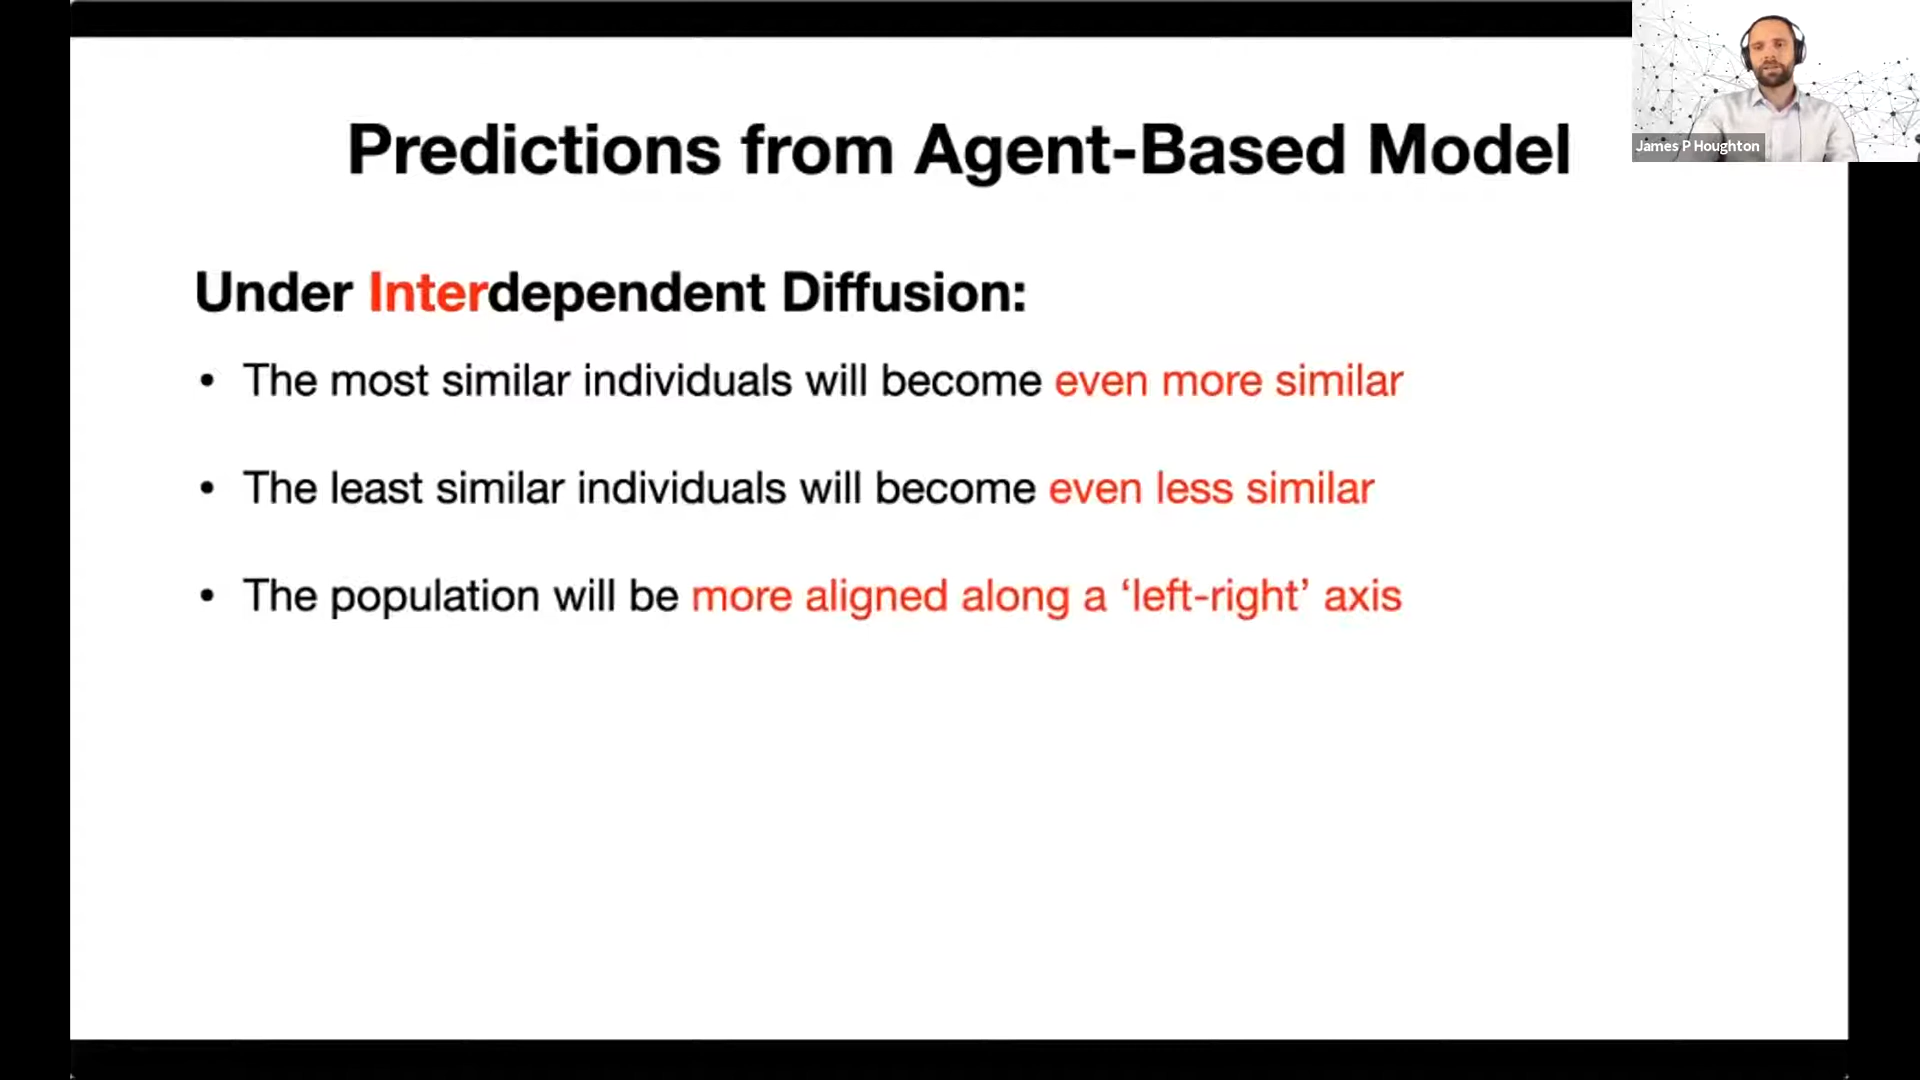 Predictions from Agent-Based Model
James P Houghton
Under Interdependent Diffusion:
• The most similar individuals will become even more similar
• The least similar individuals will become even less similar
• The population will be more aligned along a ‘left-right’ axis